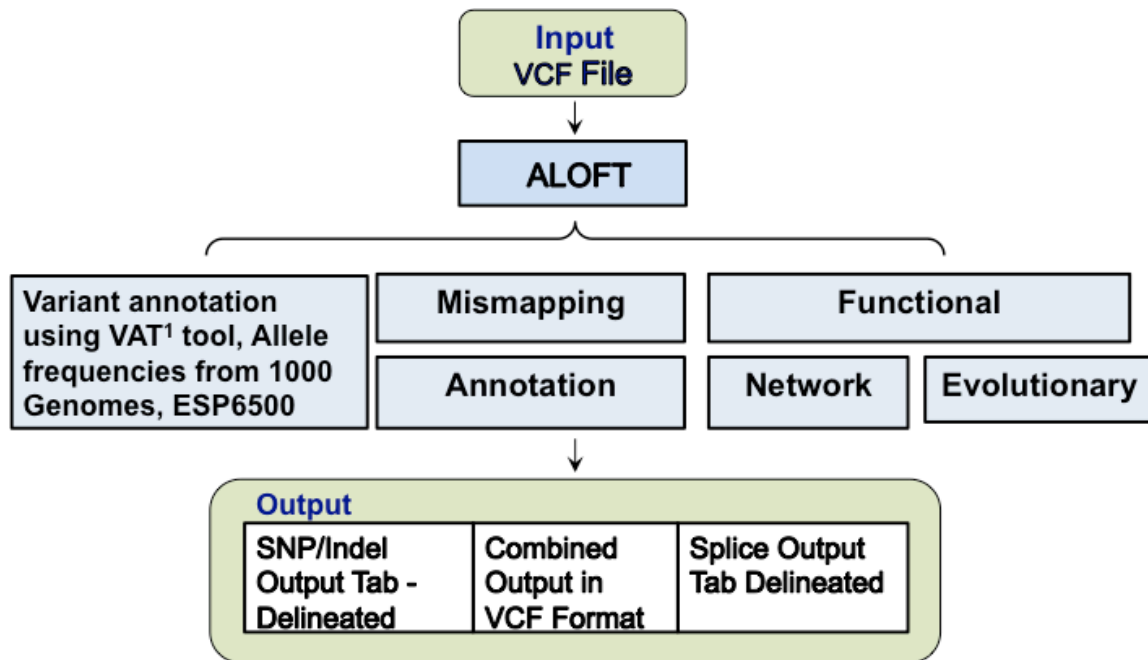 Input
VCF File
ALOFT
Variant annotation
using VAT¹ tool, Allele
frequencies from 1000
Genomes, ESP6500
Mismapping
Functional
Annotation
Network
Evolutionary
Output
SNP/Indel
Output Tab -
Delineated
Combined
Output in
VCF Format
Splice Output
Tab Delineated